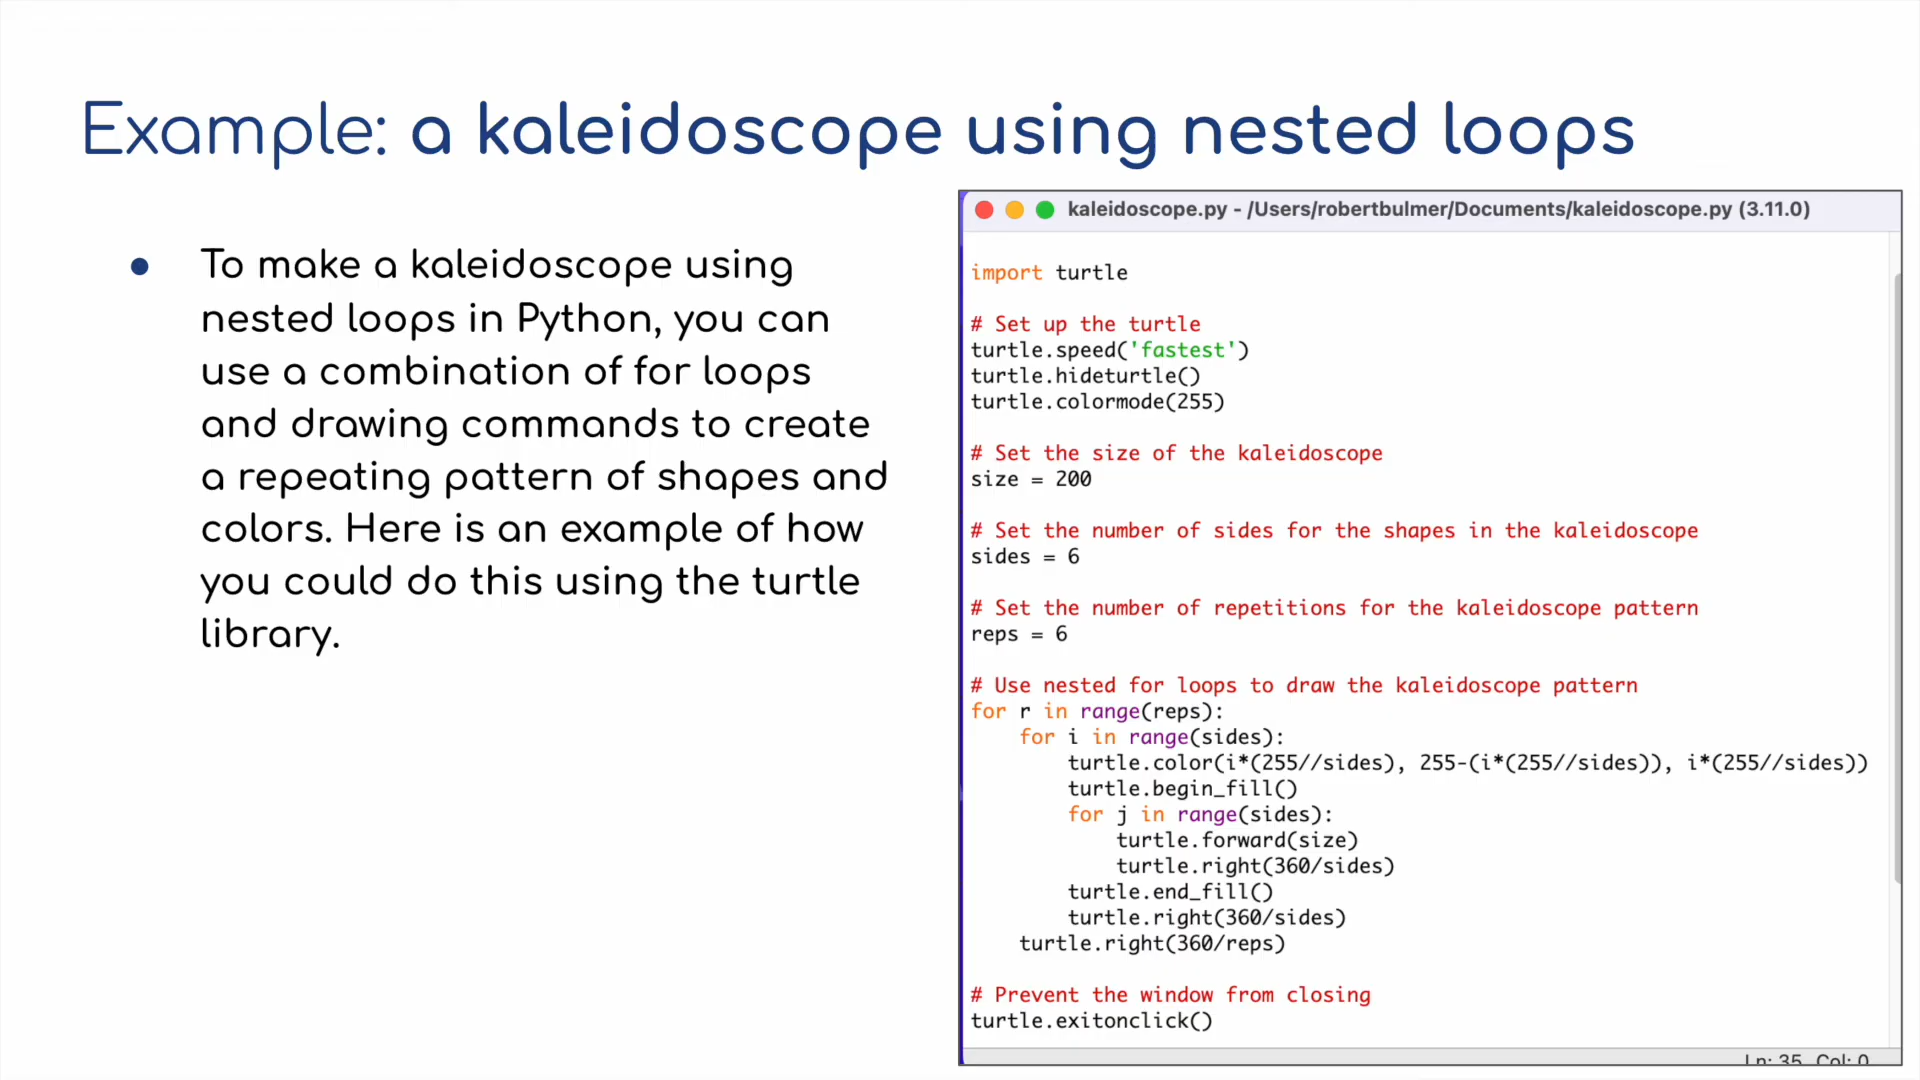 Example: a kaleidoscope using nested loops
● To make a kaleidoscope using
nested loops in Python, you can
use a combination of for loops
and drawing commands to create
a repeating pattern of shapes and
colors. Here is an example of how
you could do this using the turtle
library.
kaleidoscope.py - /Users/robertbulmer/Documents/kaleidoscope.py (3.11.0)
import turtle
# Set up the turtle
turtle.speed('fastest')
turtle.hideturtle()
turtle.colormode(255)
# Set the size of the kaleidoscope
size = 200
# Set the number of sides for the shapes in the kaleidoscope
sides = 6
# Set the number of repetitions for the kaleidoscope pattern
reps = 6
# Use nested for loops to draw the kaleidoscope pattern
for r in range(reps):
    for i in range(sides):
        turtle.color(i*(255//sides), 255-(i*(255//sides)), i*(255//sides))
        turtle.begin_fill()
        for j in range(sides):
            turtle.forward(size)
            turtle.right(360/sides)
        turtle.end_fill()
        turtle.right(360/sides)
    turtle.right(360/reps)
# Prevent the window from closing
turtle.exitonclick()
Ln: 35 Col: 0